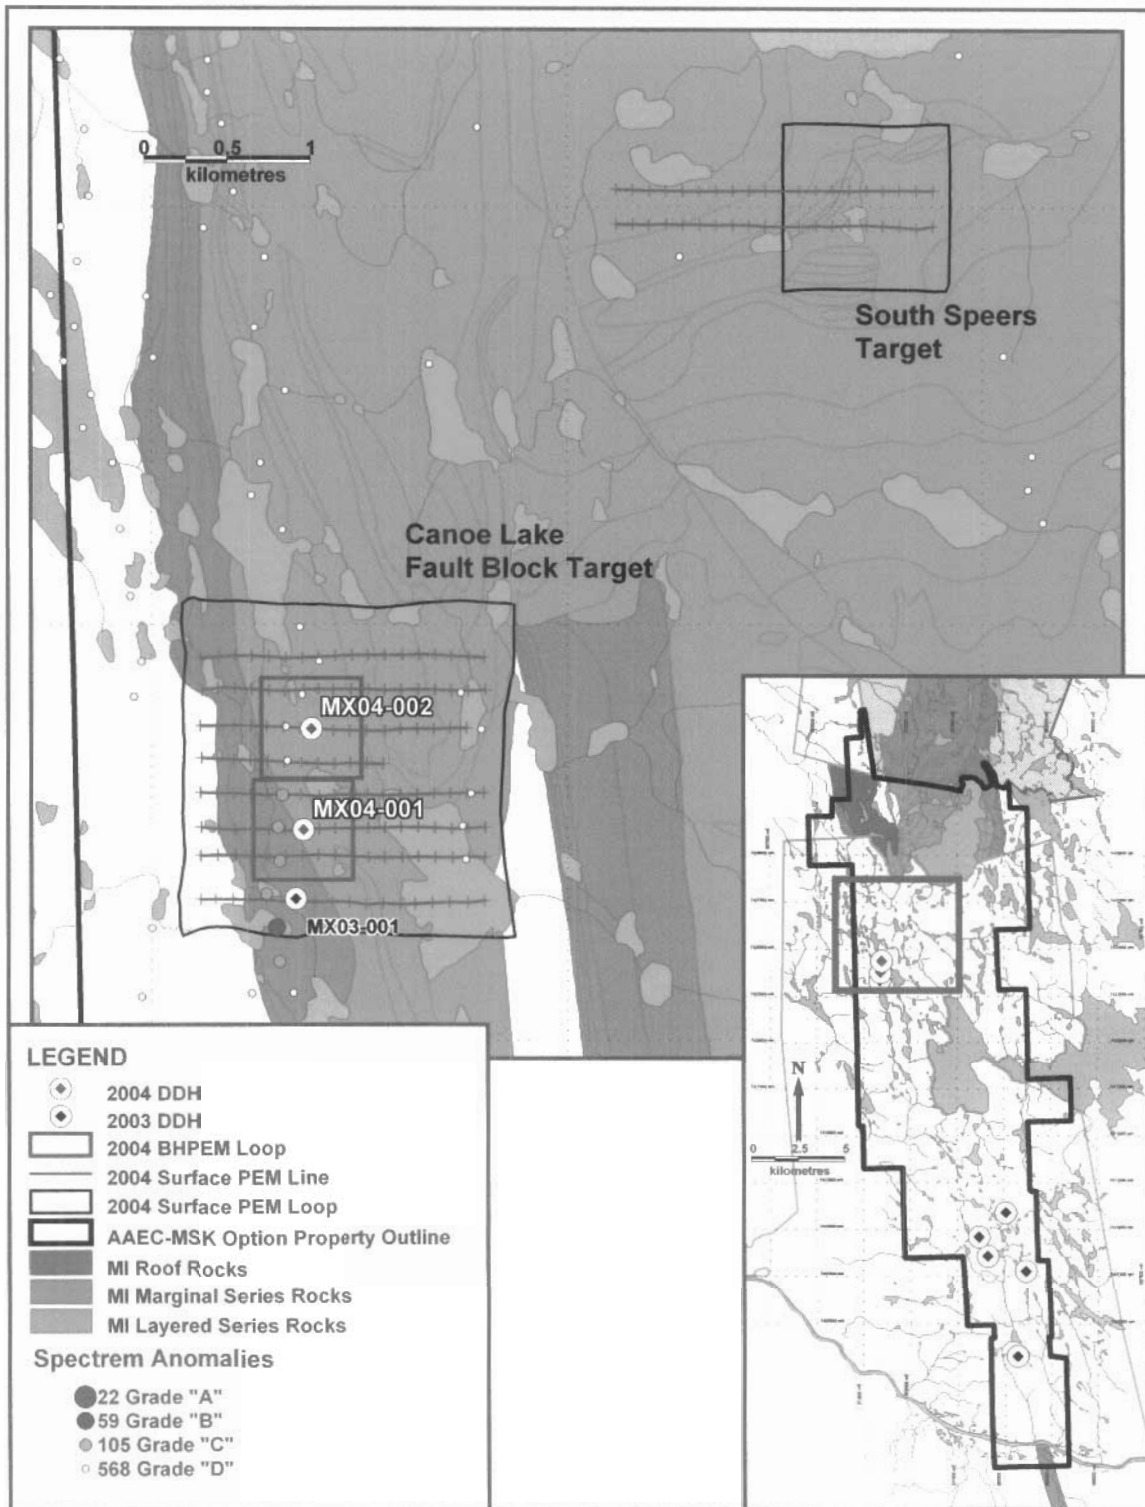 0 0.5 1
kilometres
South Speers
Target
Canoe Lake
Fault Block Target
MX04-002
MX04-001
MX03-001
LEGEND
2004 DDH
2003 DDH
2004 BHPEM Loop
2004 Surface PEM Line
2004 Surface PEM Loop
AAEC-MSK Option Property Outline
MI Roof Rocks
MI Marginal Series Rocks
MI Layered Series Rocks
Spectrem Anomalies
22 Grade "A"
59 Grade "B"
105 Grade "C"
568 Grade "D"
N
0 2.5 5
kilometres